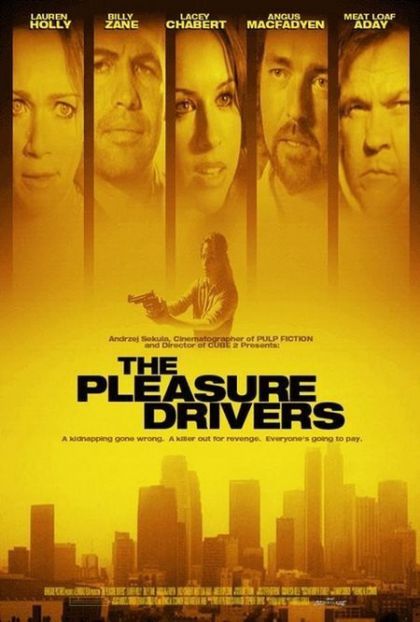 LAUREN HOLLY
BILLY ZANE
LACEY CHABERT
ANGUS MACFADYEN
MEAT LOAF ADAY
Andrzej Sekula, Cinematographer of PULP FICTION
and Director of CUBE 2 Presents:
THE
PLEASURE
DRIVERS
A kidnapping gone wrong. A killer out for revenge. Everyone's going to pay.